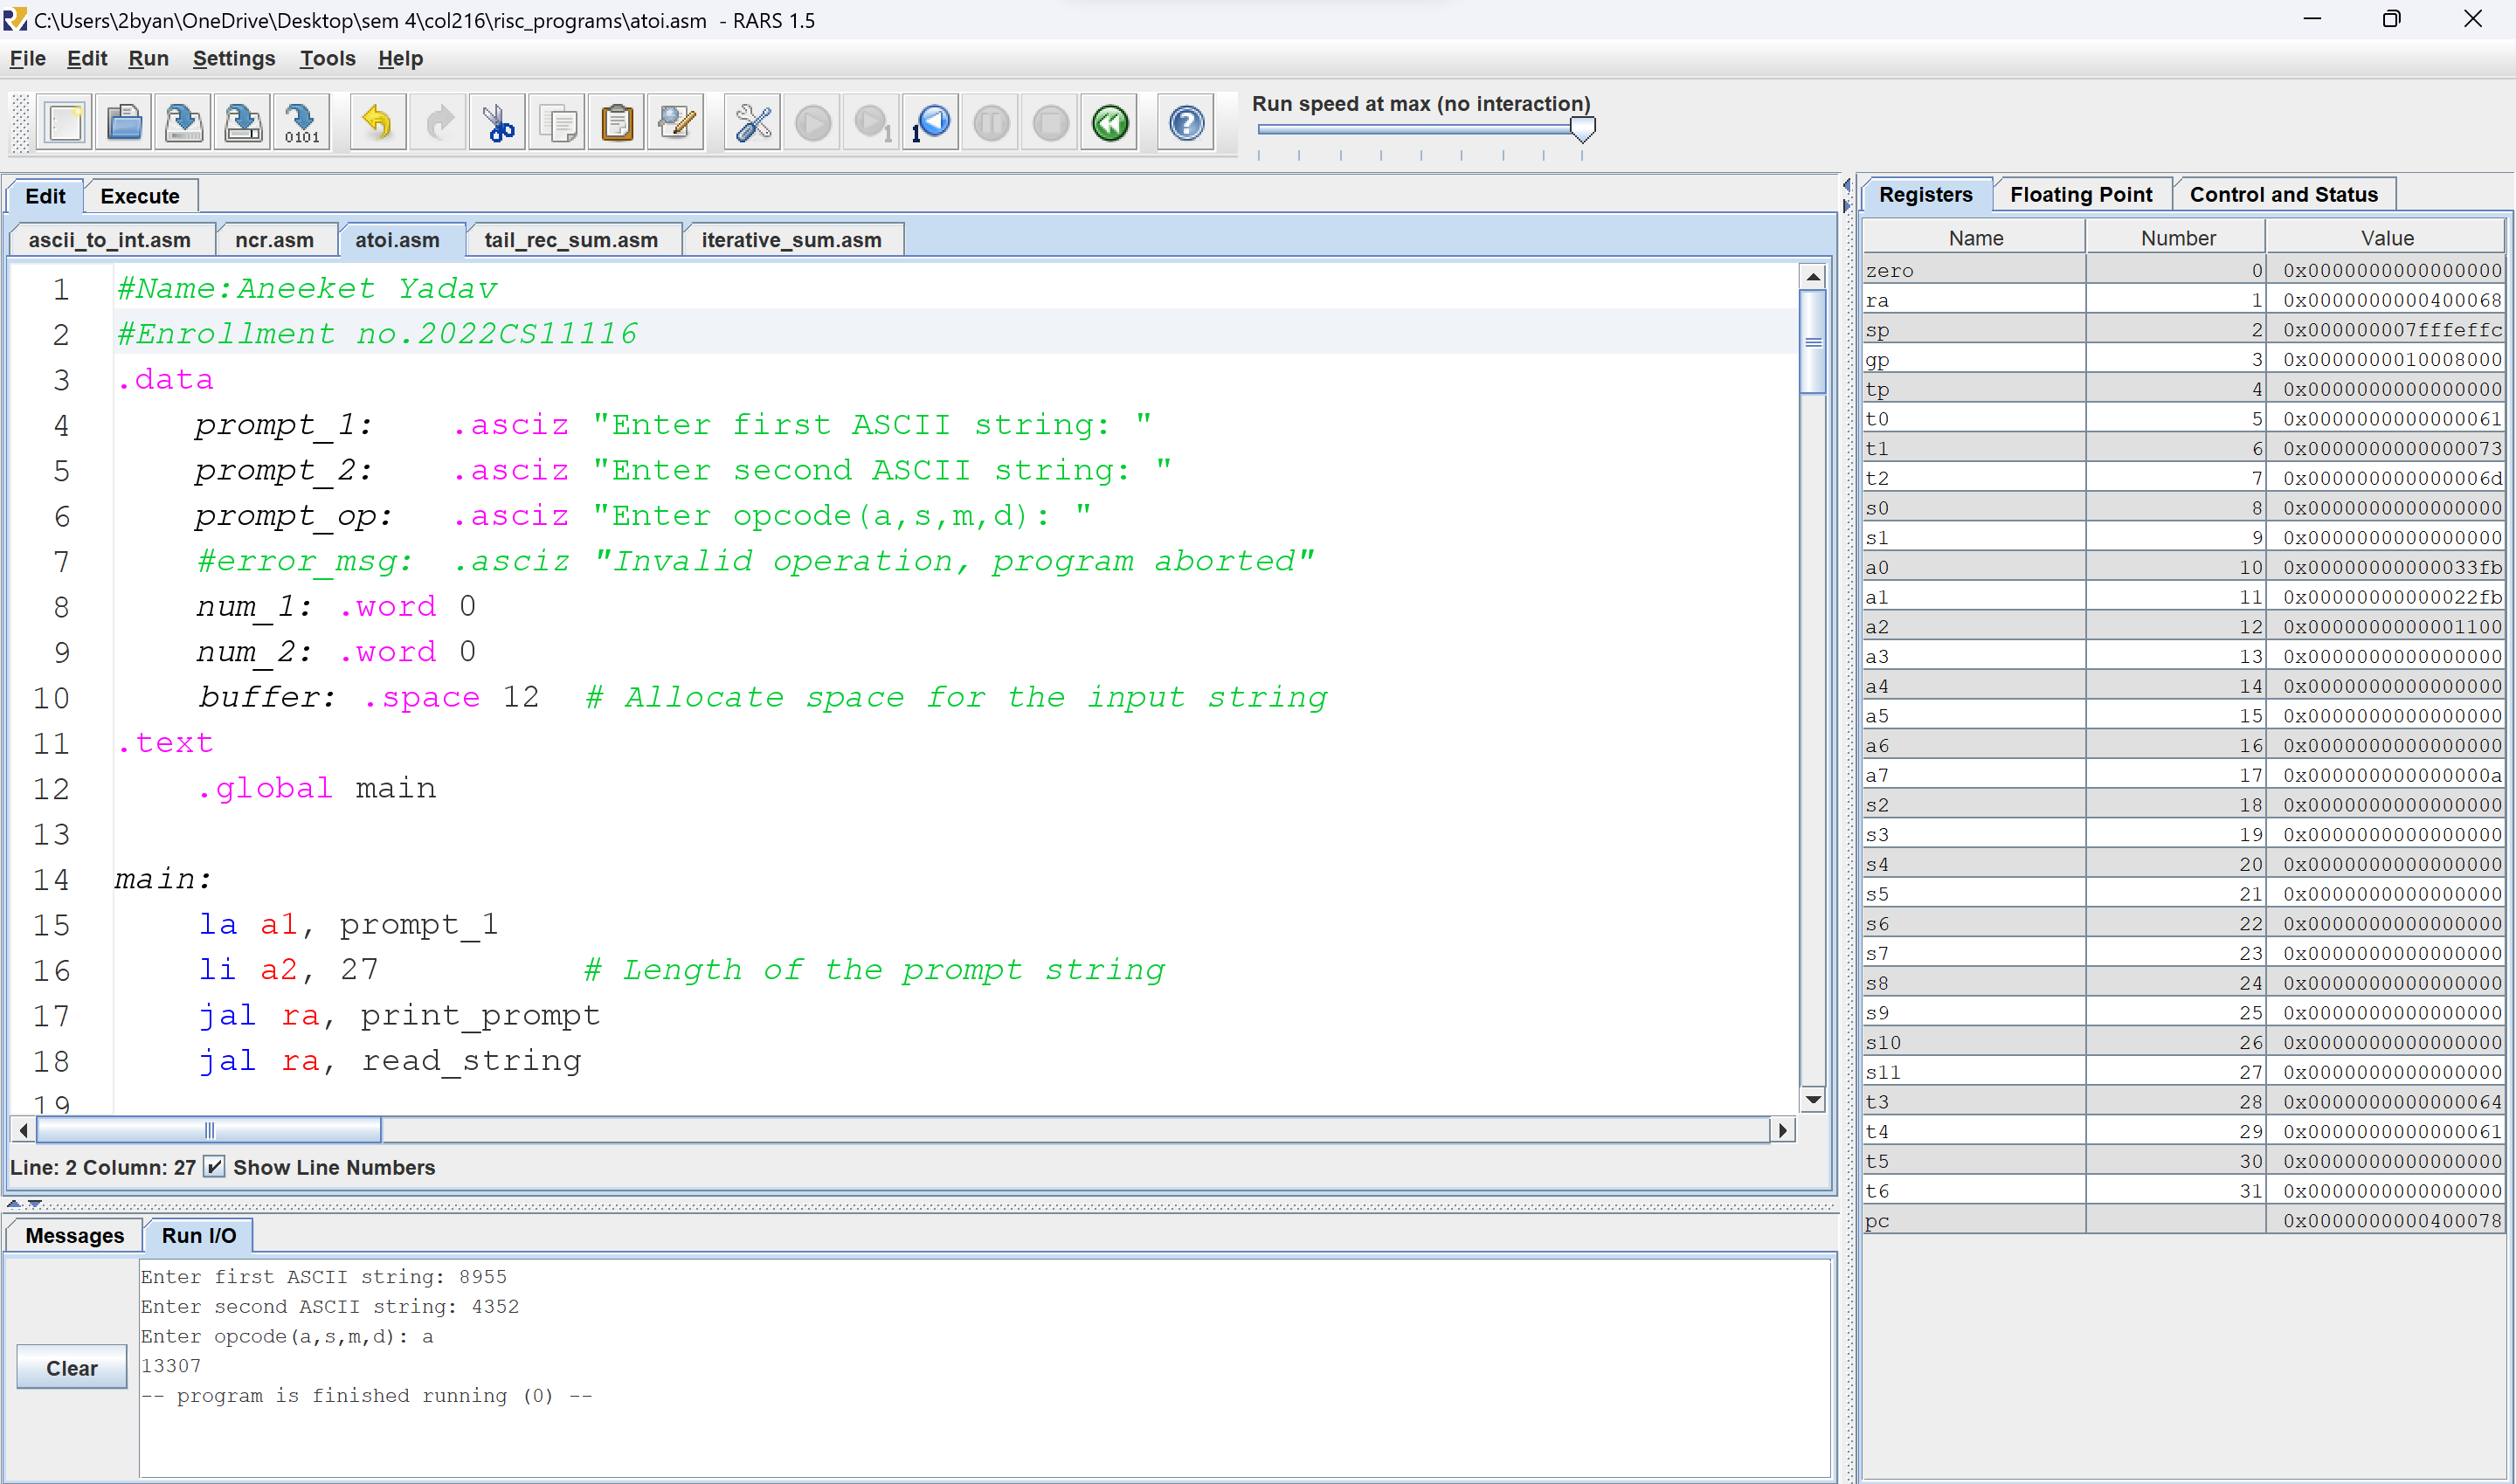 C:\Users\2byan\OneDrive\Desktop\sem 4\col216\risc_programs\atoi.asm - RARS 1.5
File Edit Run Settings Tools Help
Run speed at max (no interaction)
0101 1 1
Edit Execute
ascii_to_int.asm ncr.asm atoi.asm tail_rec_sum.asm iterative_sum.asm
1 #Name:Aneeket Yadav
2 #Enrollment no.2022CS11116
3 .data
4 prompt_1: .asciz "Enter first ASCII string: "
5 prompt_2: .asciz "Enter second ASCII string: "
6 prompt_op: .asciz "Enter opcode(a,s,m,d): "
7 #error_msg: .asciz "Invalid operation, program aborted"
8 num_1: .word 0
9 num_2: .word 0
10 buffer: .space 12 # Allocate space for the input string
11 .text
12 .global main
13
14 main:
15 la a1, prompt_1
16 li a2, 27 # Length of the prompt string
17 jal ra, print_prompt
18 jal ra, read_string
19
Line: 2 Column: 27 Show Line Numbers
Messages Run I/O
Clear
Enter first ASCII string: 8955
Enter second ASCII string: 4352
Enter opcode(a,s,m,d): a
13307
-- program is finished running (0) --
Registers Floating Point Control and Status
Name Number Value
zero 0 0x0000000000000000
ra 1 0x0000000000400068
sp 2 0x000000007fffeffc
gp 3 0x0000000010008000
tp 4 0x0000000000000000
t0 5 0x0000000000000061
t1 6 0x0000000000000073
t2 7 0x000000000000006d
s0 8 0x0000000000000000
s1 9 0x0000000000000000
a0 10 0x00000000000033fb
a1 11 0x00000000000022fb
a2 12 0x0000000000001100
a3 13 0x0000000000000000
a4 14 0x0000000000000000
a5 15 0x0000000000000000
a6 16 0x0000000000000000
a7 17 0x000000000000000a
s2 18 0x0000000000000000
s3 19 0x0000000000000000
s4 20 0x0000000000000000
s5 21 0x0000000000000000
s6 22 0x0000000000000000
s7 23 0x0000000000000000
s8 24 0x0000000000000000
s9 25 0x0000000000000000
s10 26 0x0000000000000000
s11 27 0x0000000000000000
t3 28 0x0000000000000064
t4 29 0x0000000000000061
t5 30 0x0000000000000000
t6 31 0x0000000000000000
pc 0x0000000000400078